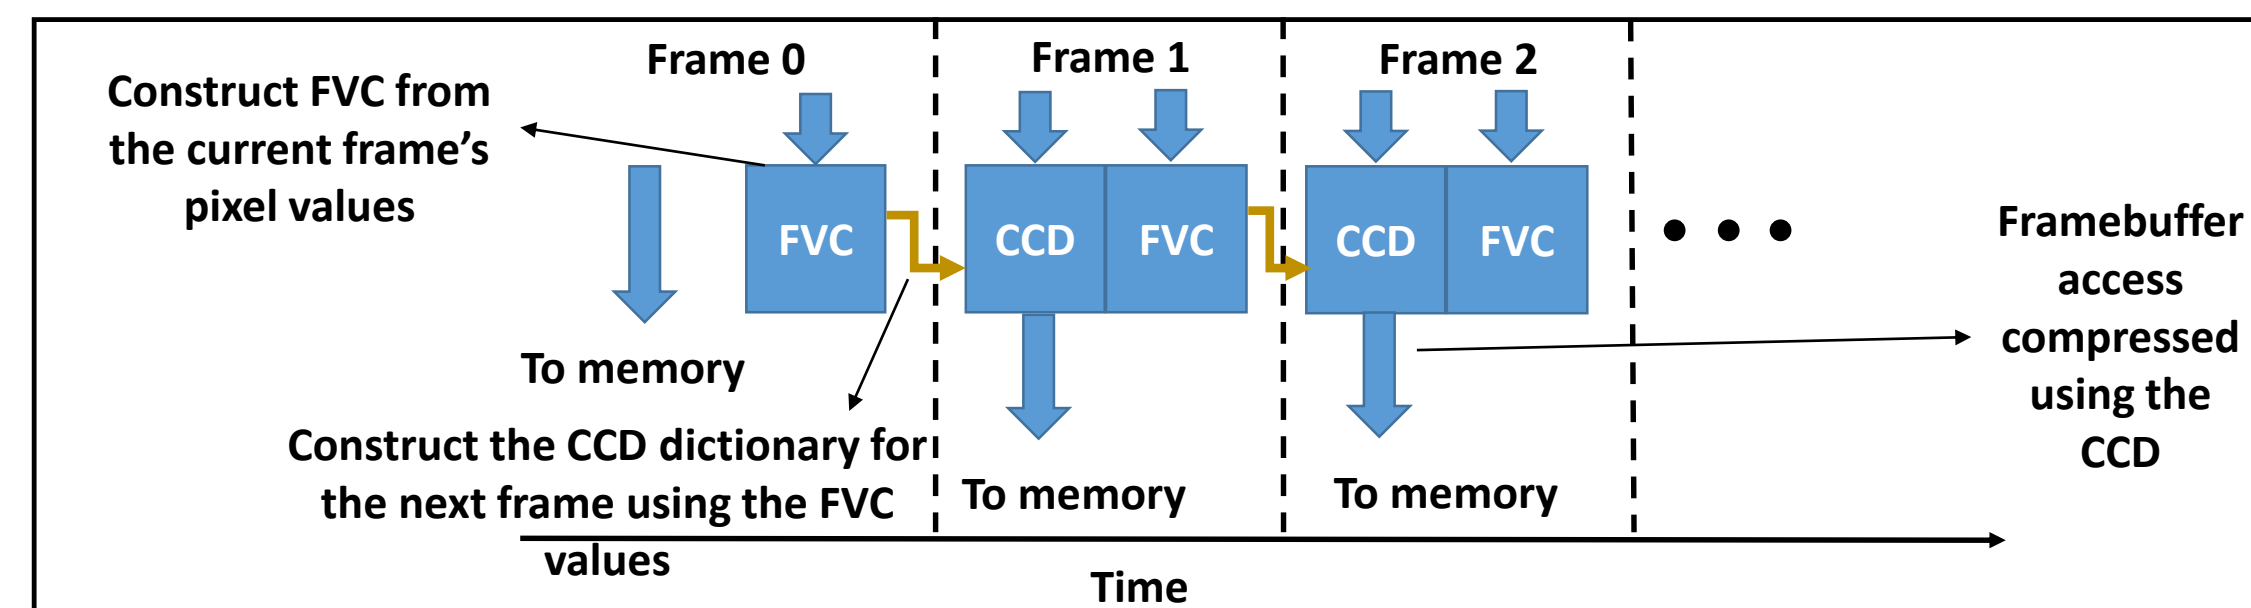 Frame 0
Frame 1
Frame 2
Construct FVC from
the current frame’s
pixel values
FVC
CCD
FVC
CCD
FVC
Framebuffer
access
compressed
using the
CCD
To memory
Construct the CCD dictionary for
the next frame using the FVC
values
To memory
To memory
Time